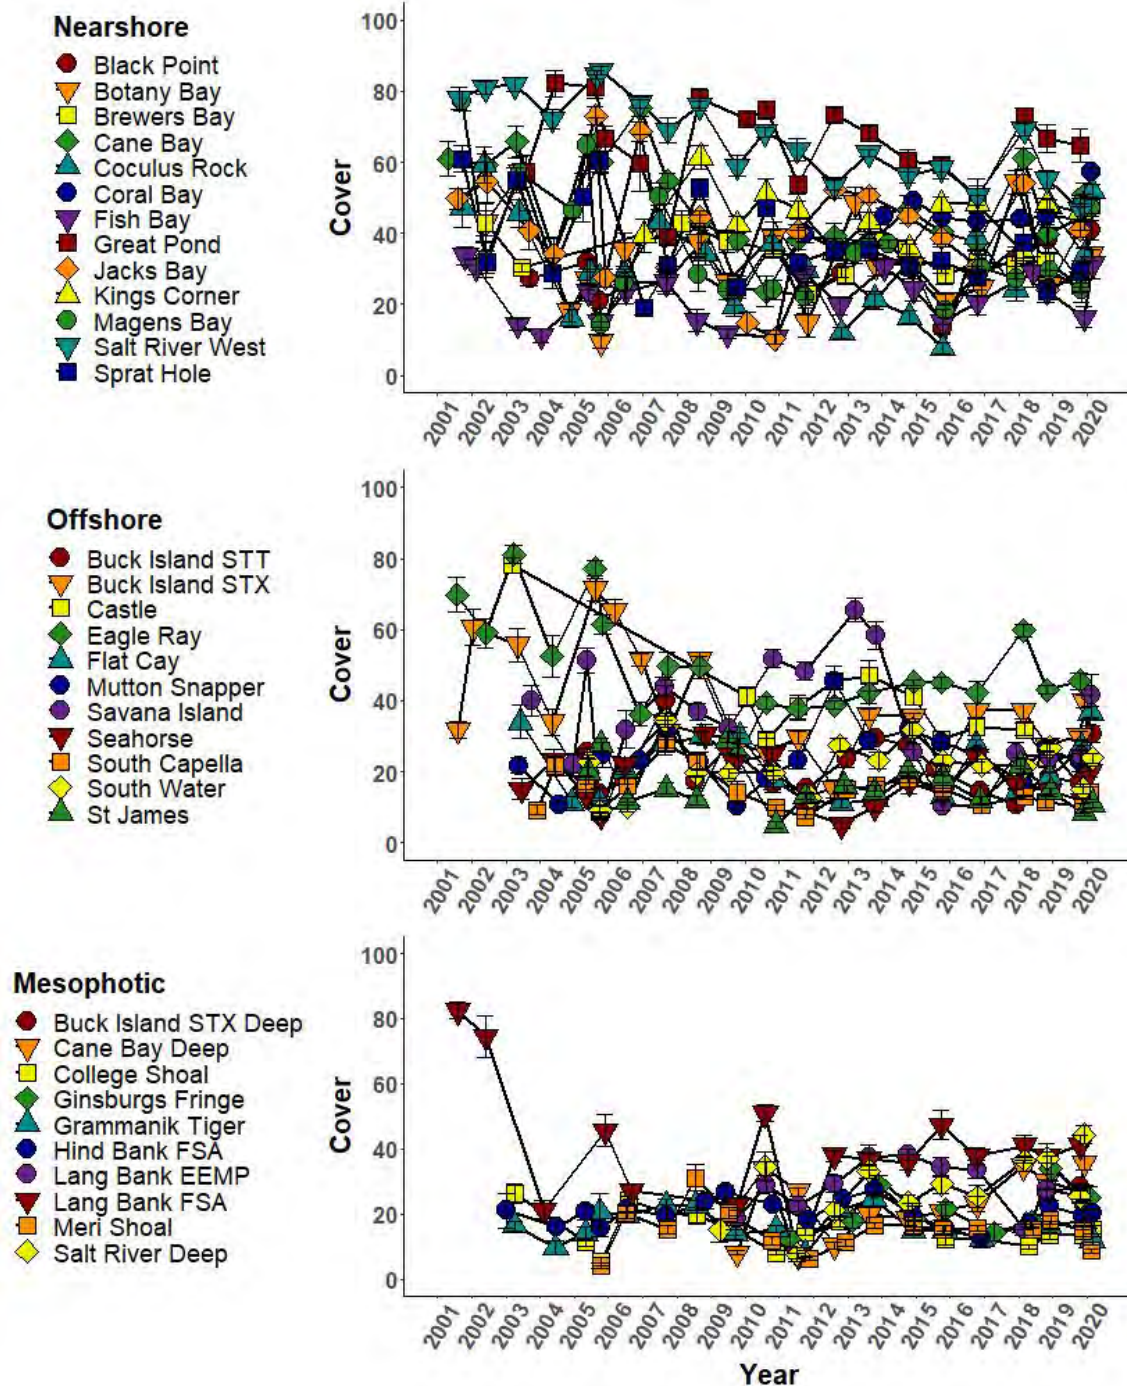 Nearshore
Black Point
Botany Bay
Brewers Bay
Cane Bay
Coculus Rock
Coral Bay
Fish Bay
Great Pond
Jacks Bay
Kings Corner
Magens Bay
Salt River West
Sprat Hole
Cover
100
80
60
40
20
0
2001 2002 2003 2004 2005 2006 2007 2008 2009 2010 2011 2012 2013 2014 2015 2016 2017 2018 2019 2020
Offshore
Buck Island STT
Buck Island STX
Castle
Eagle Ray
Flat Cay
Mutton Snapper
Savana Island
Seahorse
South Capella
South Water
St James
Cover
100
80
60
40
20
0
2001 2002 2003 2004 2005 2006 2007 2008 2009 2010 2011 2012 2013 2014 2015 2016 2017 2018 2019 2020
Mesophotic
Buck Island STX Deep
Cane Bay Deep
College Shoal
Ginsburgs Fringe
Grammanik Tiger
Hind Bank FSA
Lang Bank EEMP
Lang Bank FSA
Meri Shoal
Salt River Deep
Cover
100
80
60
40
20
0
2001 2002 2003 2004 2005 2006 2007 2008 2009 2010 2011 2012 2013 2014 2015 2016 2017 2018 2019 2020
Year